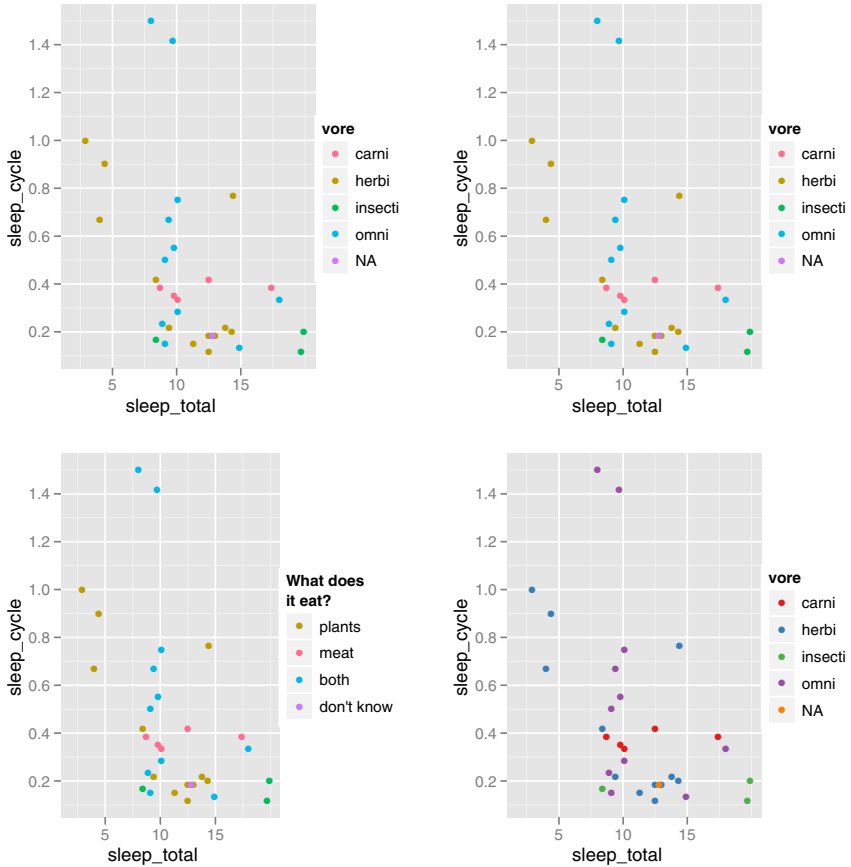 1.4
1.2
1.0
0.8
0.6
0.4
0.2
sleep_cycle
5 10 15
sleep_total
vore
carni
herbi
insecti
omni
NA
1.4
1.2
1.0
0.8
0.6
0.4
0.2
sleep_cycle
5 10 15
sleep_total
vore
carni
herbi
insecti
omni
NA
1.4
1.2
1.0
0.8
0.6
0.4
0.2
sleep_cycle
5 10 15
sleep_total
What does
it eat?
plants
meat
both
don't know
1.4
1.2
1.0
0.8
0.6
0.4
0.2
sleep_cycle
5 10 15
sleep_total
vore
carni
herbi
insecti
omni
NA